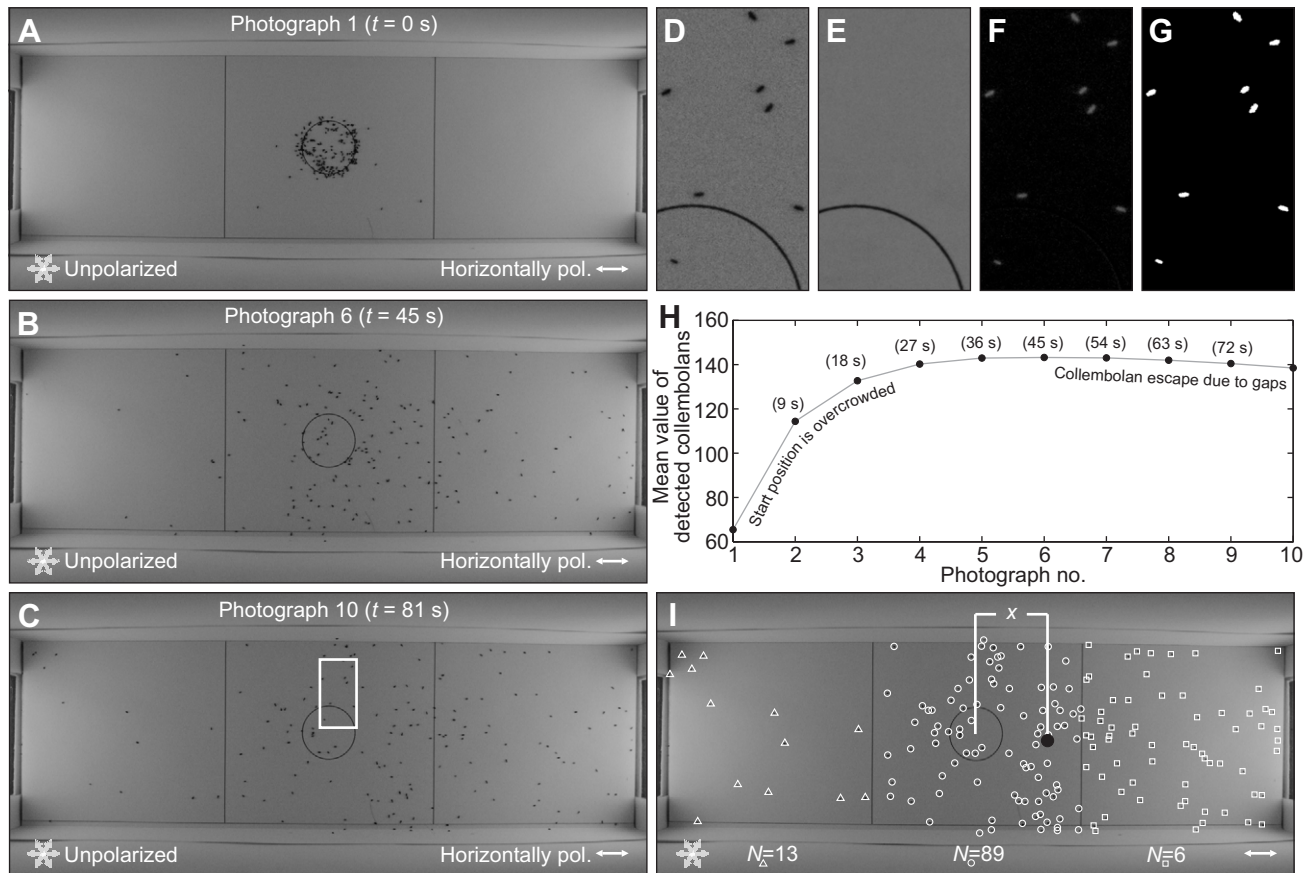 A
Photograph 1 (t = 0 s)
Unpolarized
Horizontally pol.
B
Photograph 6 (t = 45 s)
Unpolarized
Horizontally pol.
C
Photograph 10 (t = 81 s)
Unpolarized
Horizontally pol.
D
E
F
G
H
Mean value of
detected collembolans
160
140
120
100
80
60
(9 s)
(18 s)
(27 s)
(36 s)
(45 s)
(54 s)
(63 s)
(72 s)
Start position is overcrowded
Collembolan escape due to gaps
1 2 3 4 5 6 7 8 9 10
Photograph no.
I
x
N=13
N=89
N=6